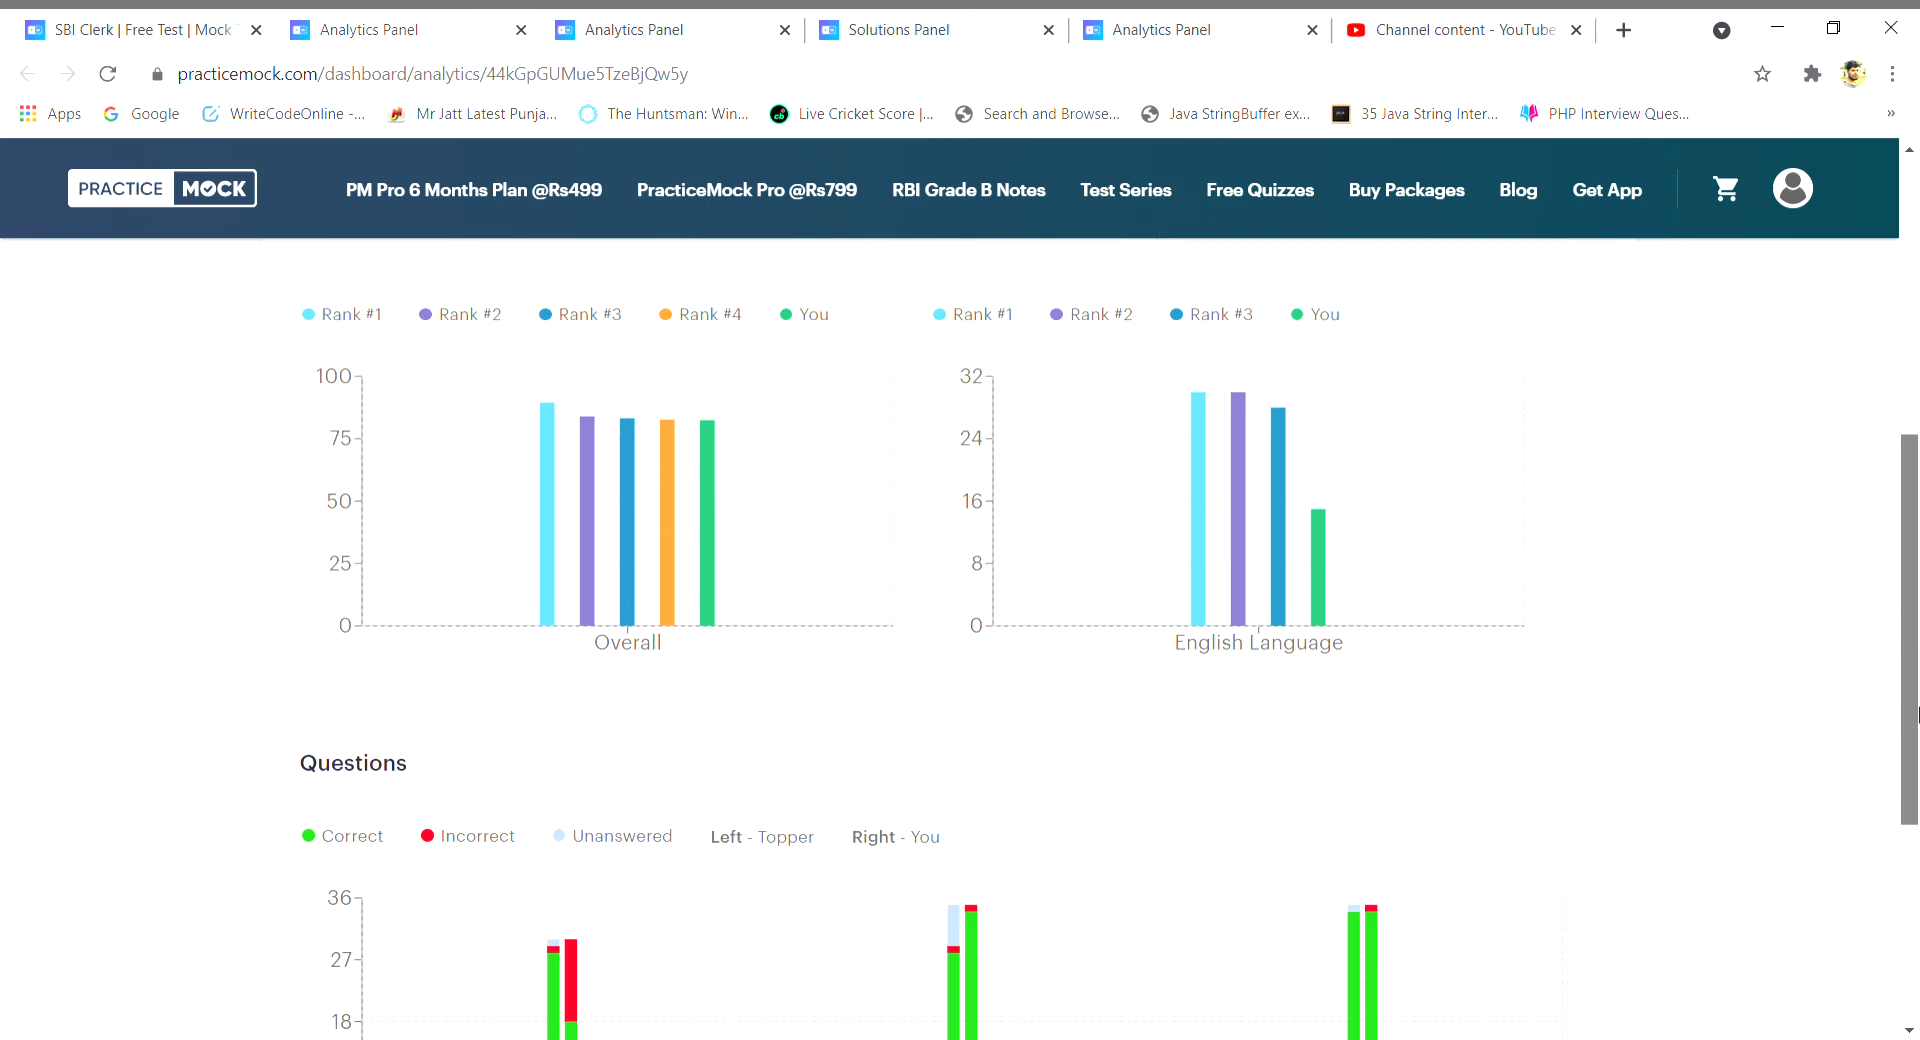 SBI Clerk | Free Test | Mock
Analytics Panel
Analytics Panel
Solutions Panel
Analytics Panel
Channel content - YouTube
practicemock.com/dashboard/analytics/44kGpGUMue5TzeBjQw5y
Apps
Google
WriteCodeOnline -...
Mr Jatt Latest Punja...
The Huntsman: Win...
Live Cricket Score |...
Search and Browse...
Java StringBuffer ex...
35 Java String Inter...
PHP Interview Ques...
»
PRACTICE MOCK
PM Pro 6 Months Plan @Rs499
PracticeMock Pro @Rs799
RBI Grade B Notes
Test Series
Free Quizzes
Buy Packages
Blog
Get App
Rank #1 Rank #2 Rank #3 Rank #4 You
100
75
50
25
0
Overall
Rank #1 Rank #2 Rank #3 You
32
24
16
8
0
English Language
Questions
Correct Incorrect Unanswered Left - Topper Right - You
36
27
18